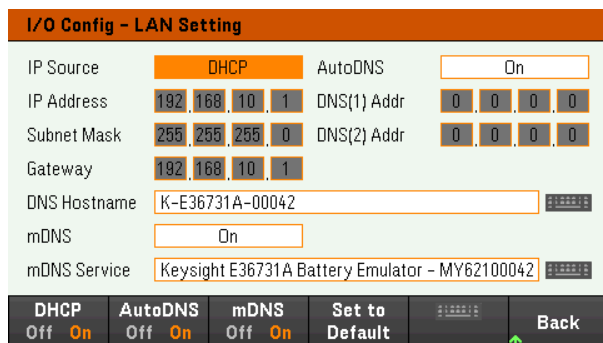 I/O Config – LAN Setting
IP Source DHCP AutoDNS On
IP Address 192.168.10.1 DNS(1) Addr 0.0.0.0
Subnet Mask 255.255.255.0 DNS(2) Addr 0.0.0.0
Gateway 192.168.10.1
DNS Hostname K-E36731A-00042
mDNS On
mDNS Service Keysight E36731A Battery Emulator - MY62100042
DHCP AutoDNS mDNS Set to Back
Off On Off On Off On Default